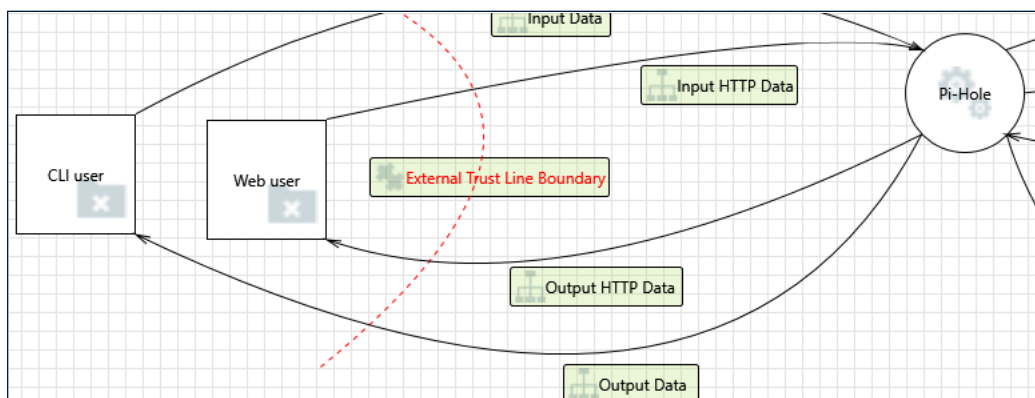 Input Data
Input HTTP Data
Pi-Hole
CLI user
Web user
External Trust Line Boundary
Output HTTP Data
Output Data